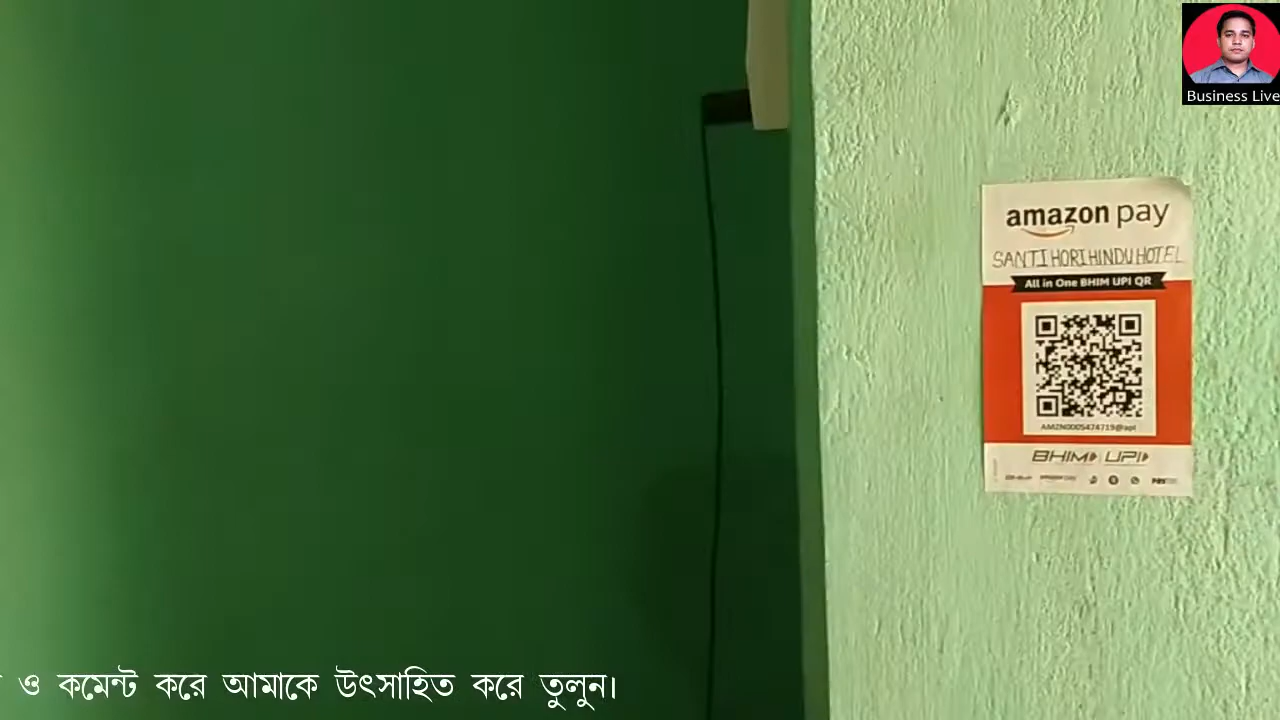 Business Live
amazon pay
SANTI HORI HINDU HOTEL
All in One BHIM UPI QR
AMZN0005474719@apl
BHIM UPI
ও কমেন্ট করে আমাকে উৎসাহিত করে তুলুন।